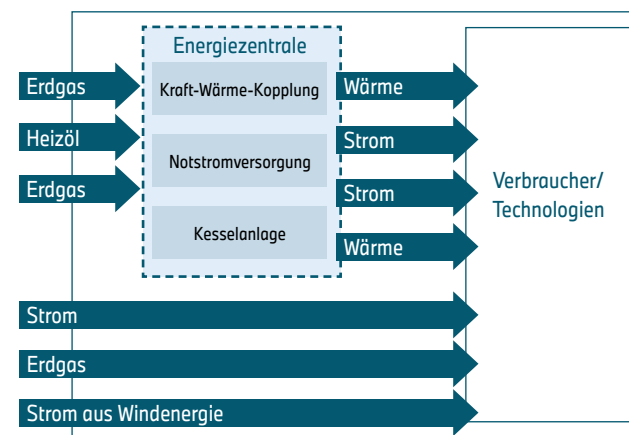 Energiezentrale
Erdgas
Kraft-Wärme-Kopplung
Wärme
Heizöl
Notstromversorgung
Strom
Erdgas
Strom
Kesselanlage
Wärme
Verbraucher/
Technologien
Strom
Erdgas
Strom aus Windenergie